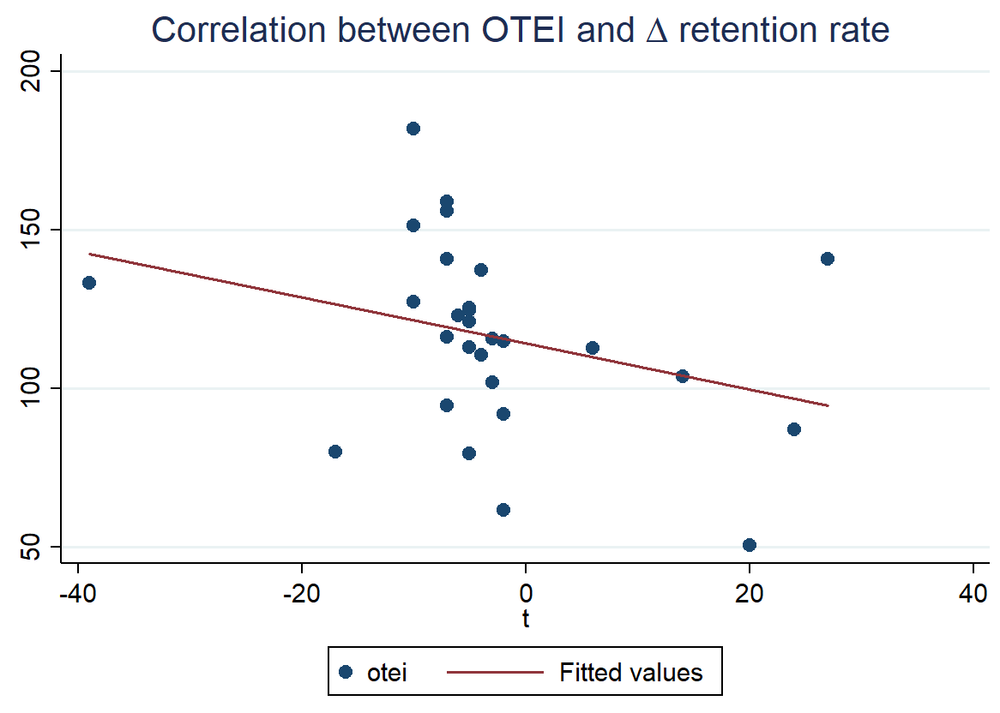 Correlation between OTEI and Δ retention rate
200
150
100
50
-40 -20 0 20 40
t
otei Fitted values